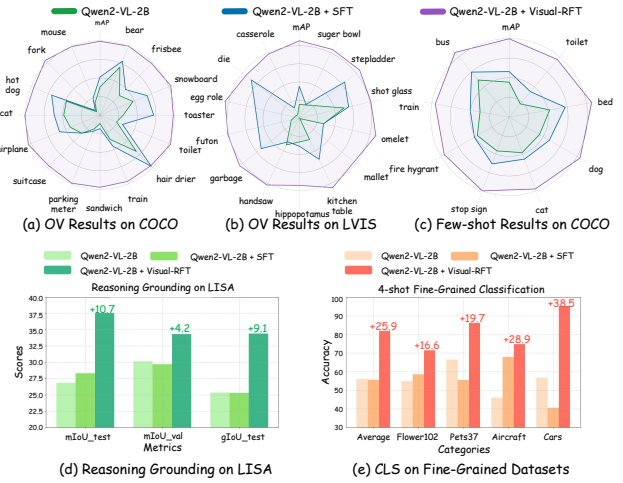 Qwen2-VL-2B
Qwen2-VL-2B + SFT
Qwen2-VL-2B + Visual-RFT
mAP
bear
frisbee
snowboard
toaster
toilet
hair drier
train
sandwich
parking
meter
suitcase
airplane
cat
hot
dog
fork
mouse
(a) OV Results on COCO
mAP
sugar bowl
stepladder
shot glass
omelet
mallet
kitchen
table
hippopotamus
handsaw
garbage
futon
egg role
die
casserole
(b) OV Results on LVIS
mAP
toilet
bed
dog
cat
stop sign
fire hygrant
train
bus
(c) Few-shot Results on COCO
Qwen2-VL-2B
Qwen2-VL-2B + SFT
Qwen2-VL-2B + Visual-RFT
Reasoning Grounding on LISA
40.0
37.5
35.0
32.5
30.0
27.5
25.0
22.5
20.0
Scores
+10.7
+4.2
+9.1
mIoU_test
mIoU_val
gIoU_test
Metrics
(d) Reasoning Grounding on LISA
Qwen2-VL-2B
Qwen2-VL-2B + SFT
Qwen2-VL-2B + Visual-RFT
4-shot Fine-Grained Classification
100
90
80
70
60
50
40
30
Accuracy
+25.9
+16.6
+19.7
+28.9
+38.5
Average
Flower102
Pets37
Aircraft
Cars
Categories
(e) CLS on Fine-Grained Datasets